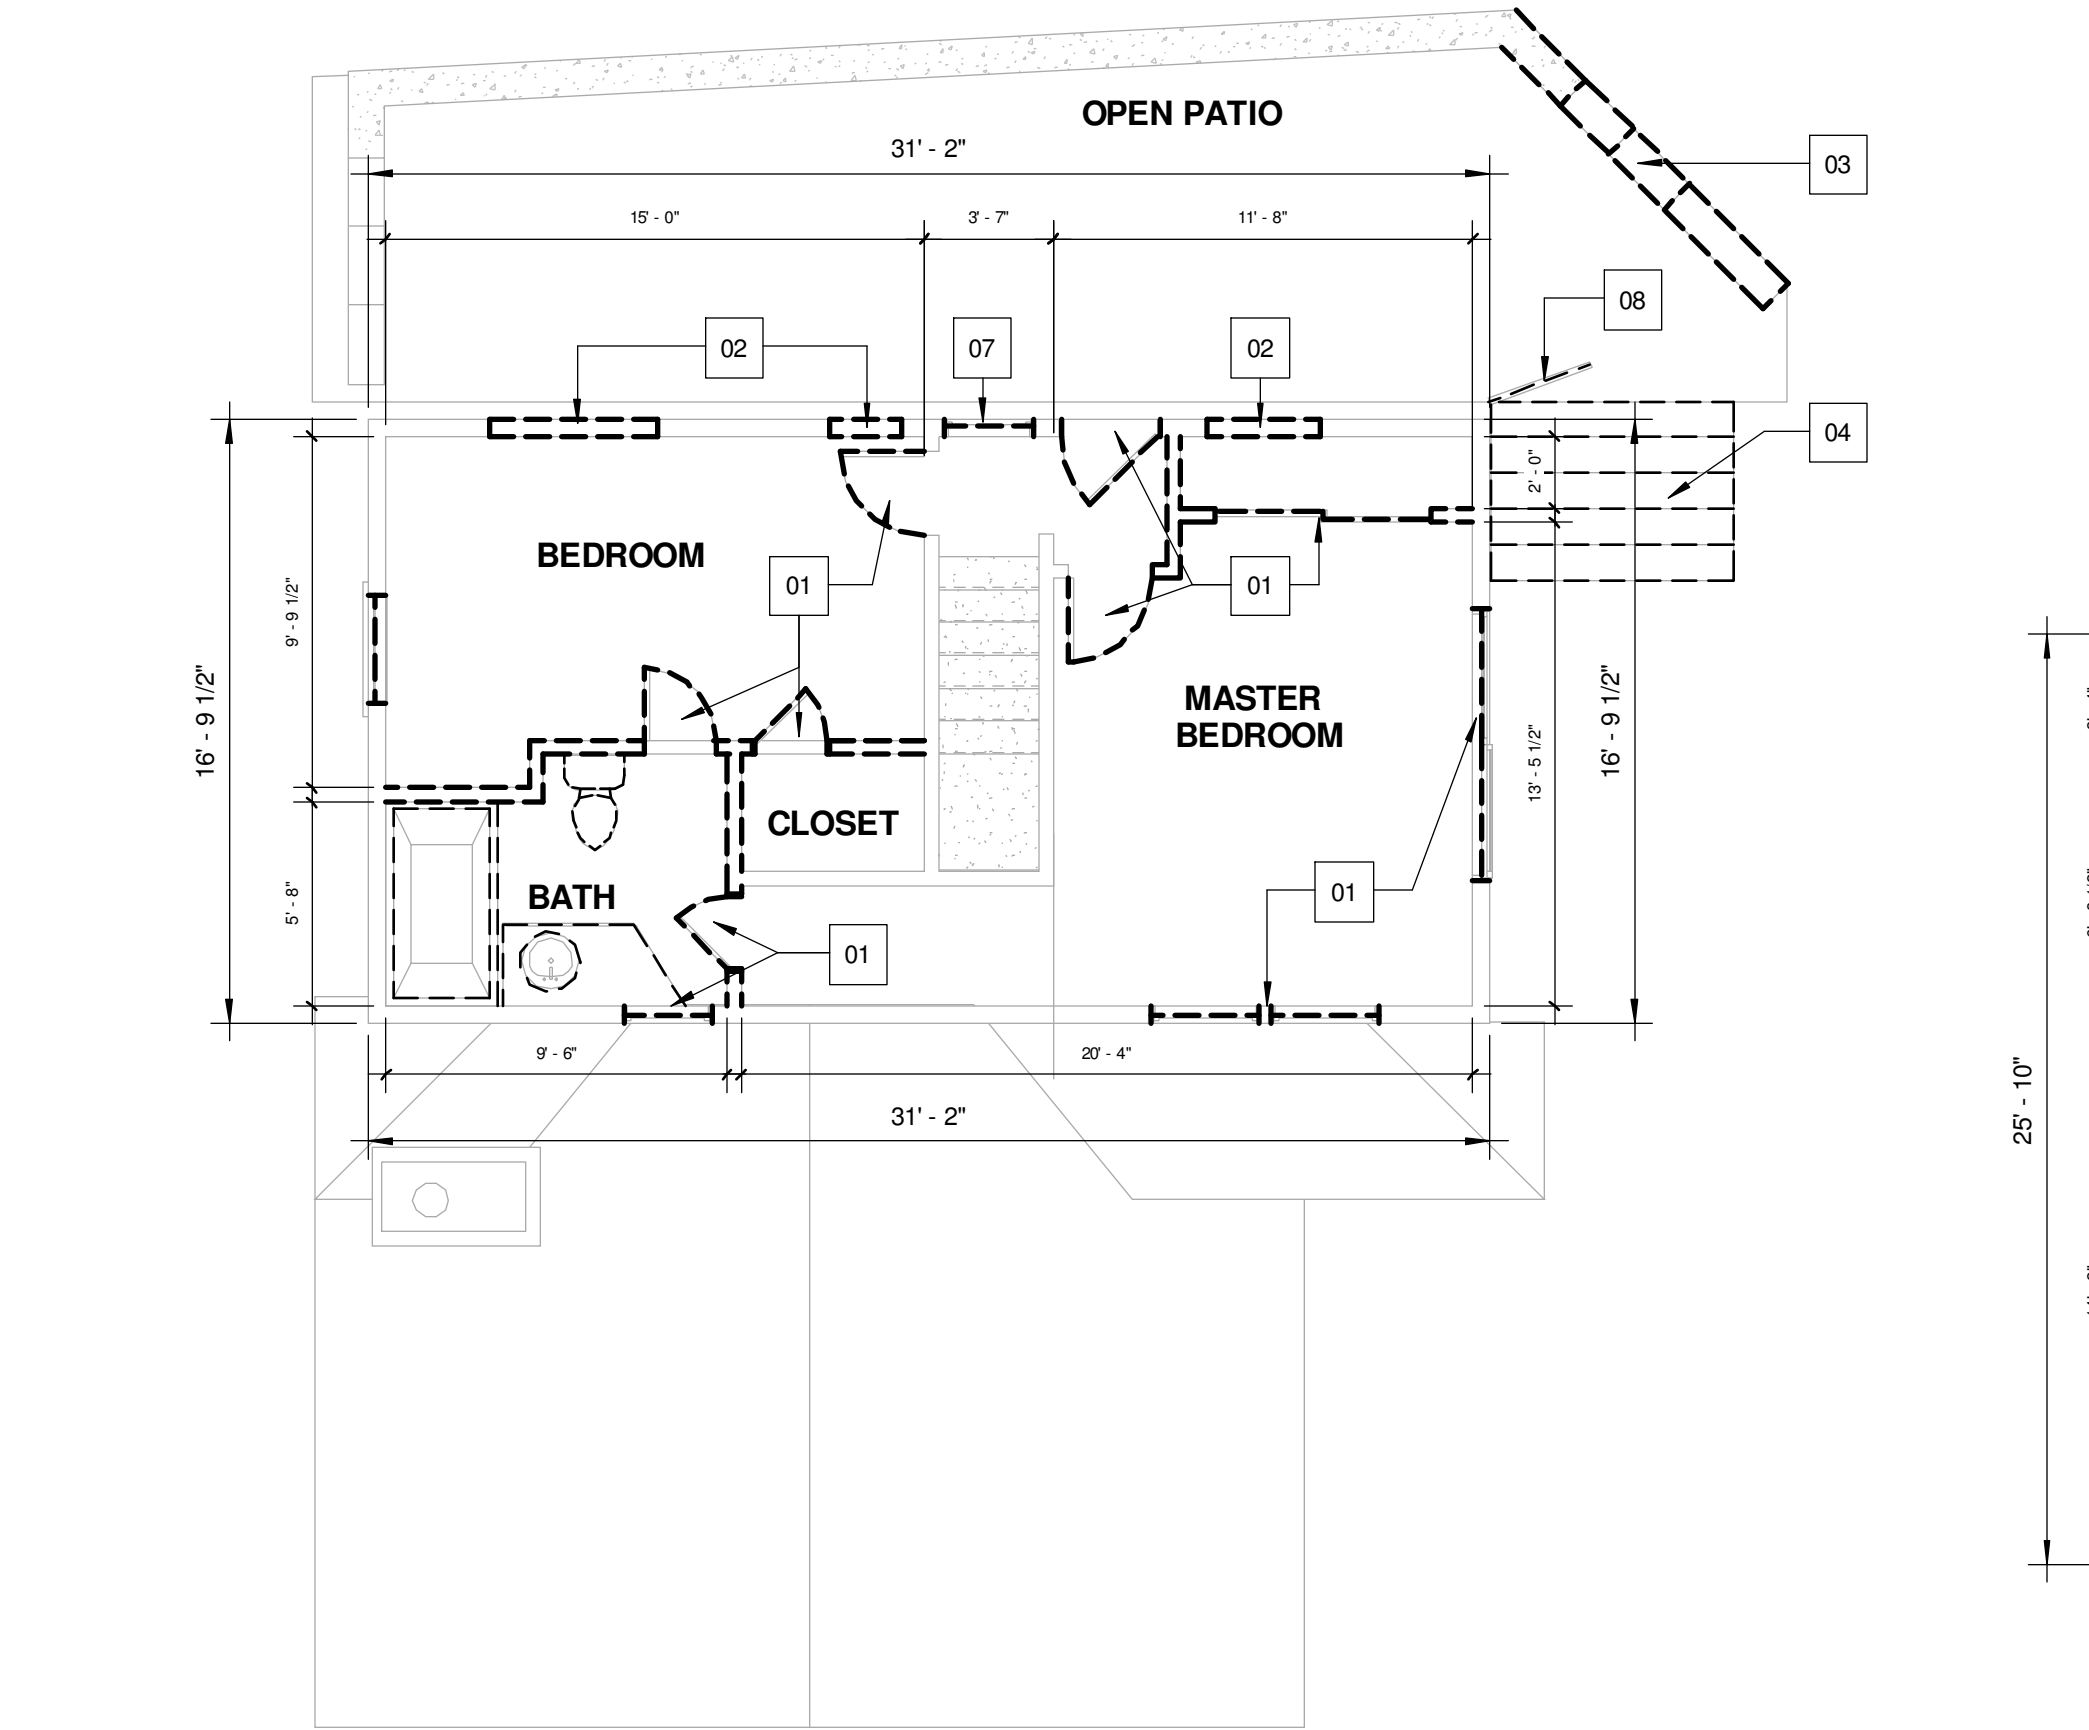 OPEN PATIO
31' - 2"
03
15' - 0"
3' - 7"
11' - 8"
08
02
07
02
04
2' - 0"
BEDROOM
01
01
9' - 9 1/2"
16' - 9 1/2"
MASTER
BEDROOM
16' - 9 1/2"
13' - 5 1/2"
CLOSET
01
BATH
5' - 8"
01
9' - 6"
20' - 4"
31' - 2"
25' - 10"